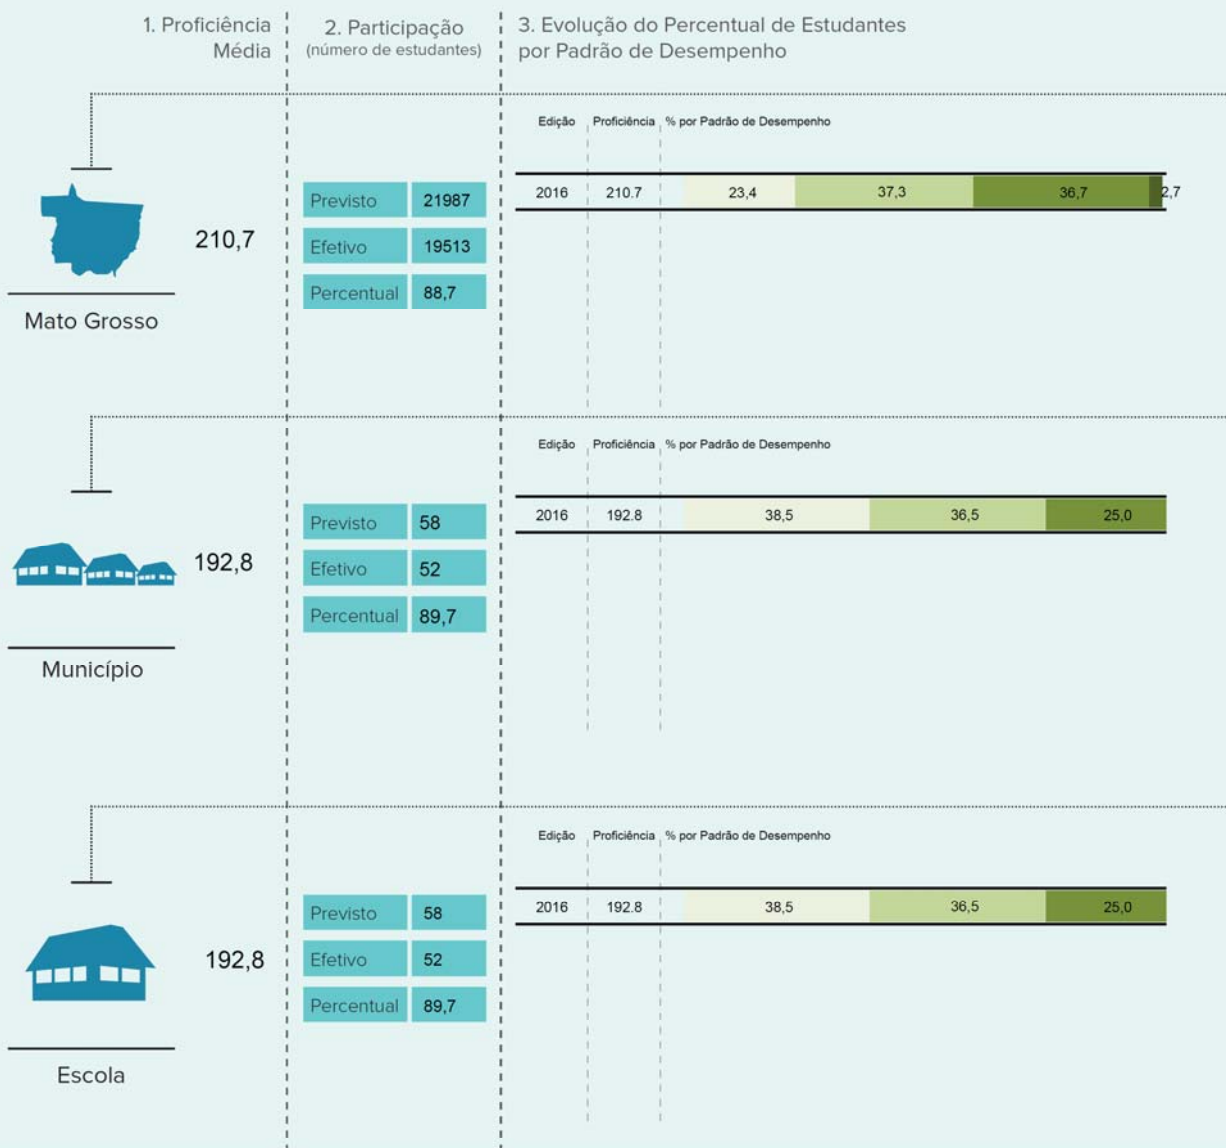 1. Proficiência
Média
2. Participação
(número de estudantes)
3. Evolução do Percentual de Estudantes
por Padrão de Desempenho
Edição Proficiência % por Padrão de Desempenho
2016 210.7 23,4 37,3 36,7 2,7
Previsto 21987
210,7
Efetivo 19513
Percentual 88,7
Mato Grosso
Edição Proficiência % por Padrão de Desempenho
2016 192.8 38,5 36,5 25,0
Previsto 58
192,8
Efetivo 52
Percentual 89,7
Município
Edição Proficiência % por Padrão de Desempenho
2016 192.8 38,5 36,5 25,0
Previsto 58
192,8
Efetivo 52
Percentual 89,7
Escola